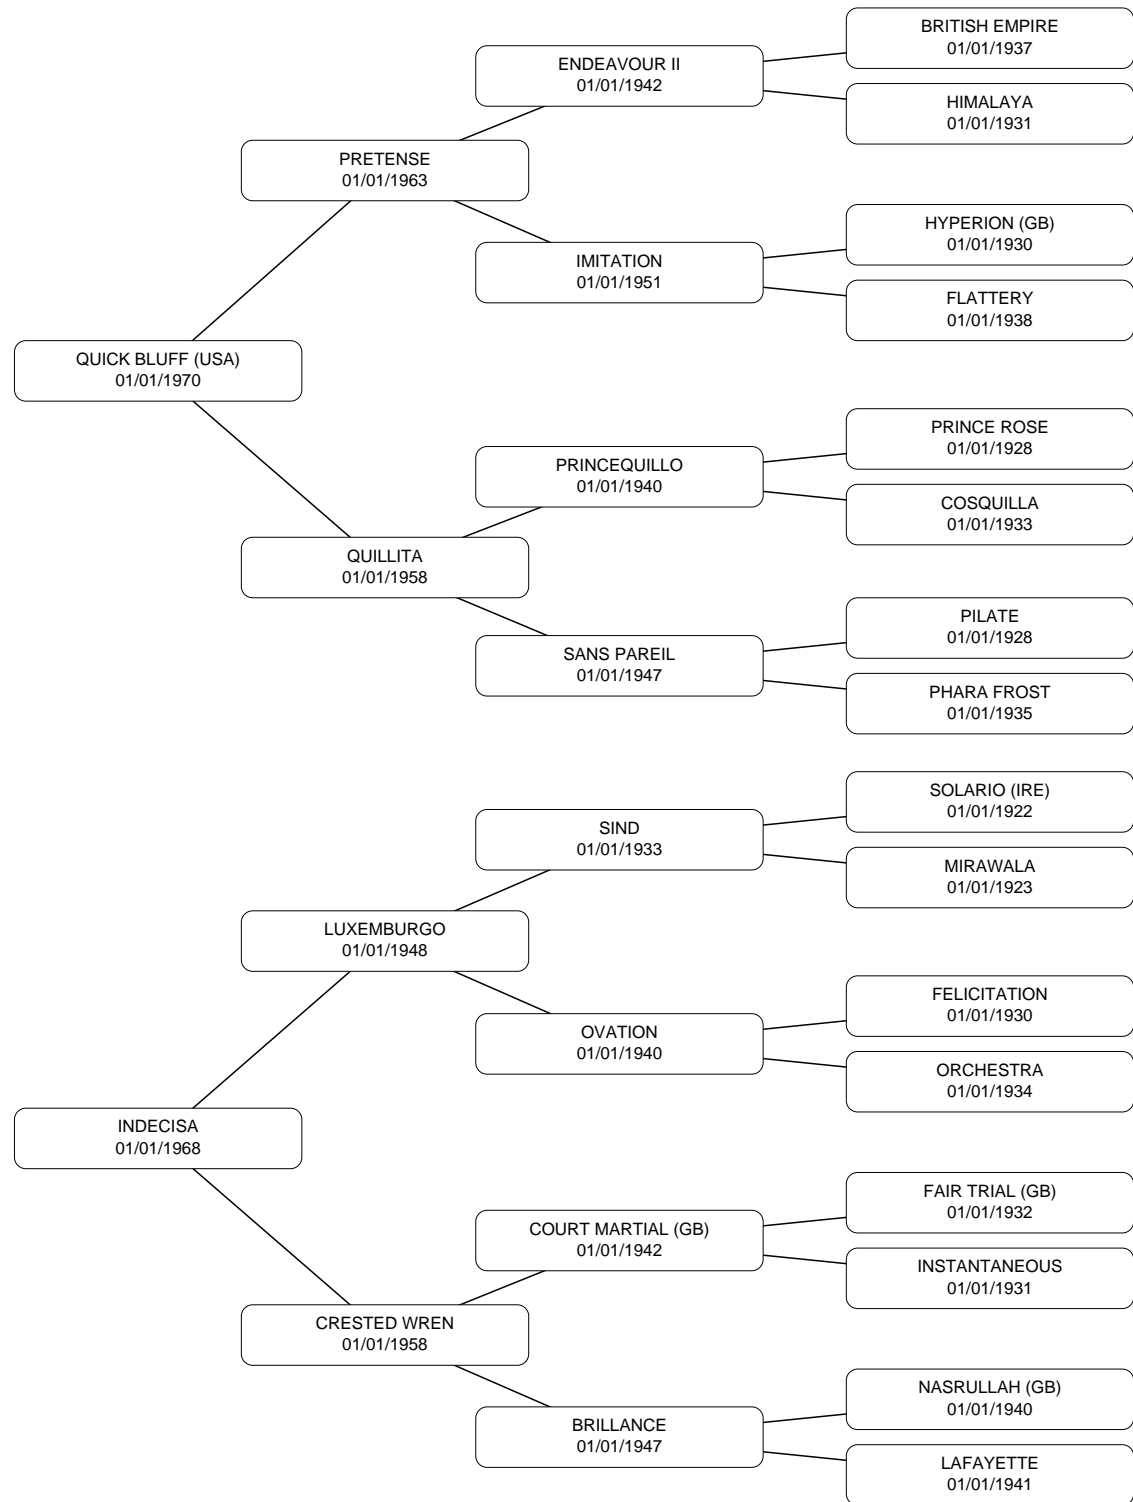 BRITISH EMPIRE
01/01/1937
ENDEAVOUR II
01/01/1942
HIMALAYA
01/01/1931
PRETENSE
01/01/1963
HYPERION (GB)
01/01/1930
IMITATION
01/01/1951
FLATTERY
01/01/1938
QUICK BLUFF (USA)
01/01/1970
PRINCE ROSE
01/01/1928
PRINCEQUILLO
01/01/1940
COSQUILLA
01/01/1933
QUILLITA
01/01/1958
PILATE
01/01/1928
SANS PAREIL
01/01/1947
PHARA FROST
01/01/1935
SOLARIO (IRE)
01/01/1922
SIND
01/01/1933
MIRAWALA
01/01/1923
LUXEMBURGO
01/01/1948
FELICITATION
01/01/1930
OVATION
01/01/1940
ORCHESTRA
01/01/1934
INDECISA
01/01/1968
FAIR TRIAL (GB)
01/01/1932
COURT MARTIAL (GB)
01/01/1942
INSTANTANEOUS
01/01/1931
CRESTED WREN
01/01/1958
NASRULLAH (GB)
01/01/1940
BRILLANCE
01/01/1947
LAFAYETTE
01/01/1941